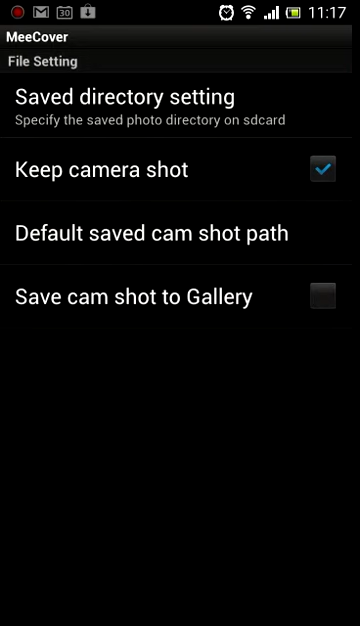 30
11:17
MeeCover
File Setting
Saved directory setting
Specify the saved photo directory on sdcard
Keep camera shot
Default saved cam shot path
Save cam shot to Gallery